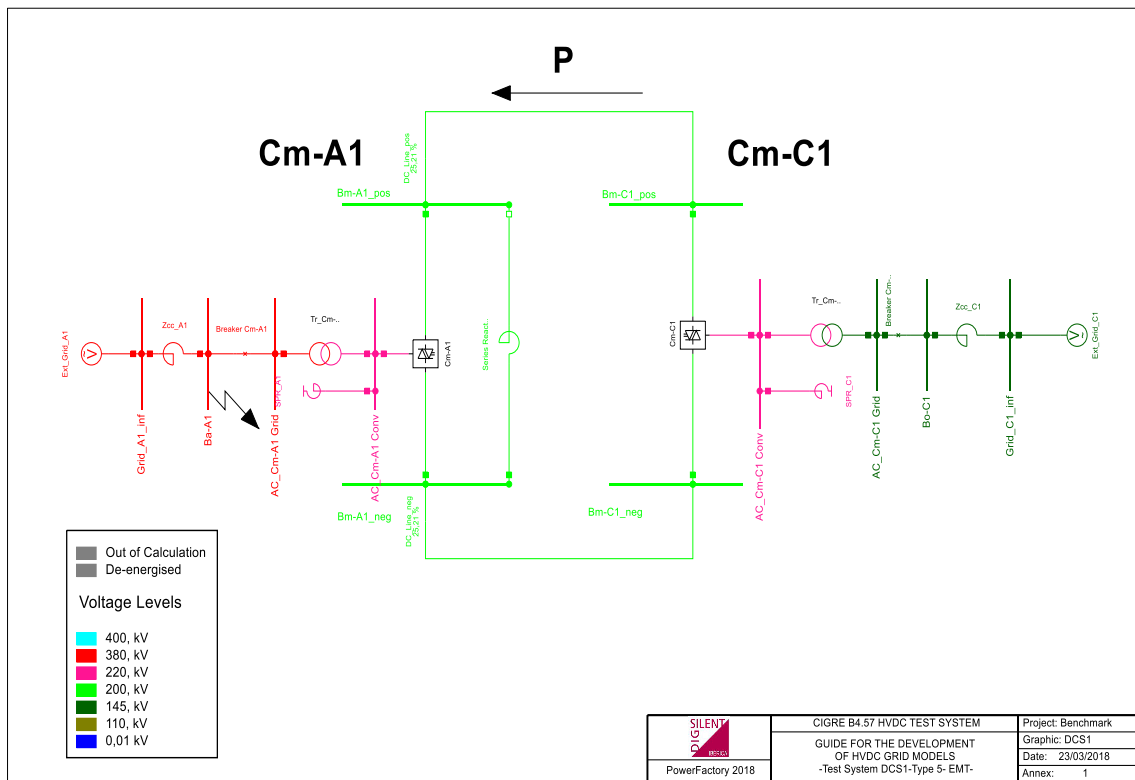 P
Cm-A1
Cm-C1
DC_Line_pos
25,21 %
Bm-A1_pos
Bm-C1_pos
Ext_Grid_A1
Zcc_A1
Breaker Cm-A1
Tr_Cm-..
SPR_A1
Cm-A1
Series React..
Grid_A1_inf
Ba-A1
AC_Cm-A1 Grid
AC_Cm-A1 Conv
Bm-A1_neg
DC_Line_neg
25,21 %
Cm-C1
Tr_Cm-..
Breaker Cm-..
Zcc_C1
Ext_Grid_C1
SPR_C1
AC_Cm-C1 Conv
AC_Cm-C1 Grid
Bo-C1
Grid_C1_inf
Bm-C1_neg
Out of Calculation
De-energised
Voltage Levels
400, kV
380, kV
220, kV
200, kV
145, kV
110, kV
0,01 kV
DIgSILENT
IBERICA
PowerFactory 2018
CIGRE B4.57 HVDC TEST SYSTEM
GUIDE FOR THE DEVELOPMENT
OF HVDC GRID MODELS
-Test System DCS1-Type 5- EMT-
Project: Benchmark
Graphic: DCS1
Date: 23/03/2018
Annex: 1